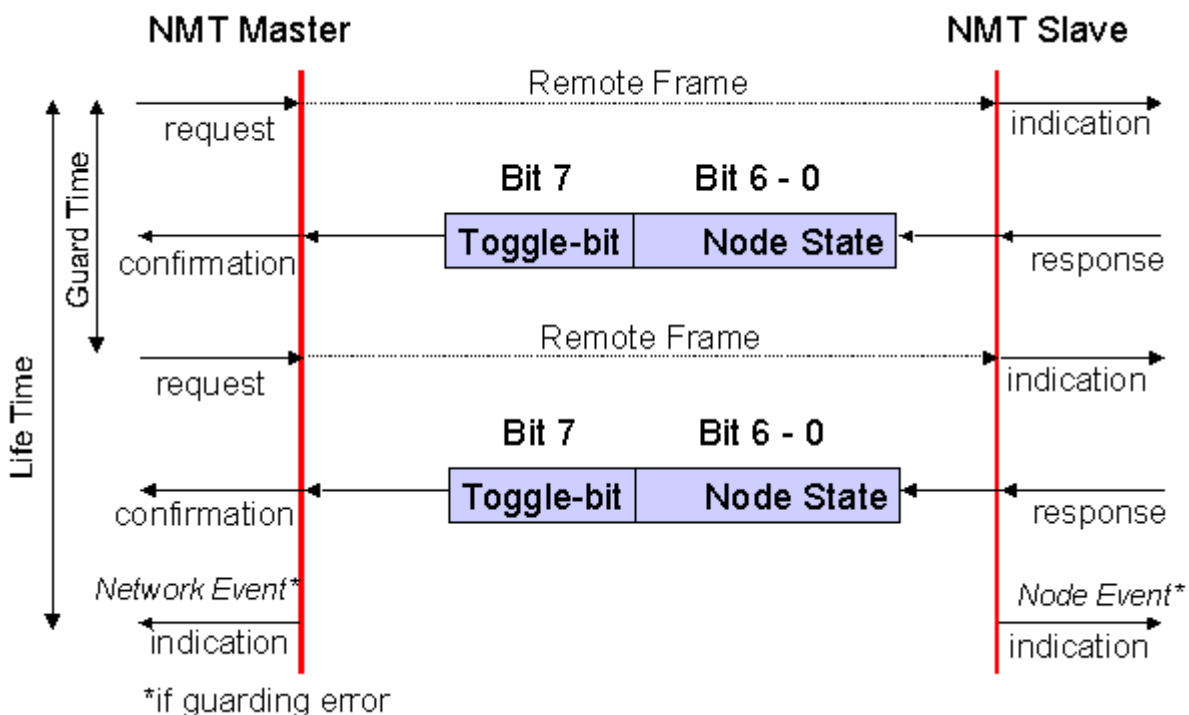 NMT Master NMT Slave
Remote Frame
request indication
Bit 7 Bit 6 - 0
Toggle-bit Node State
confirmation response
Guard Time
Remote Frame
request indication
Life Time
Bit 7 Bit 6 - 0
Toggle-bit Node State
confirmation response
Network Event* Node Event*
indication indication
*if guarding error